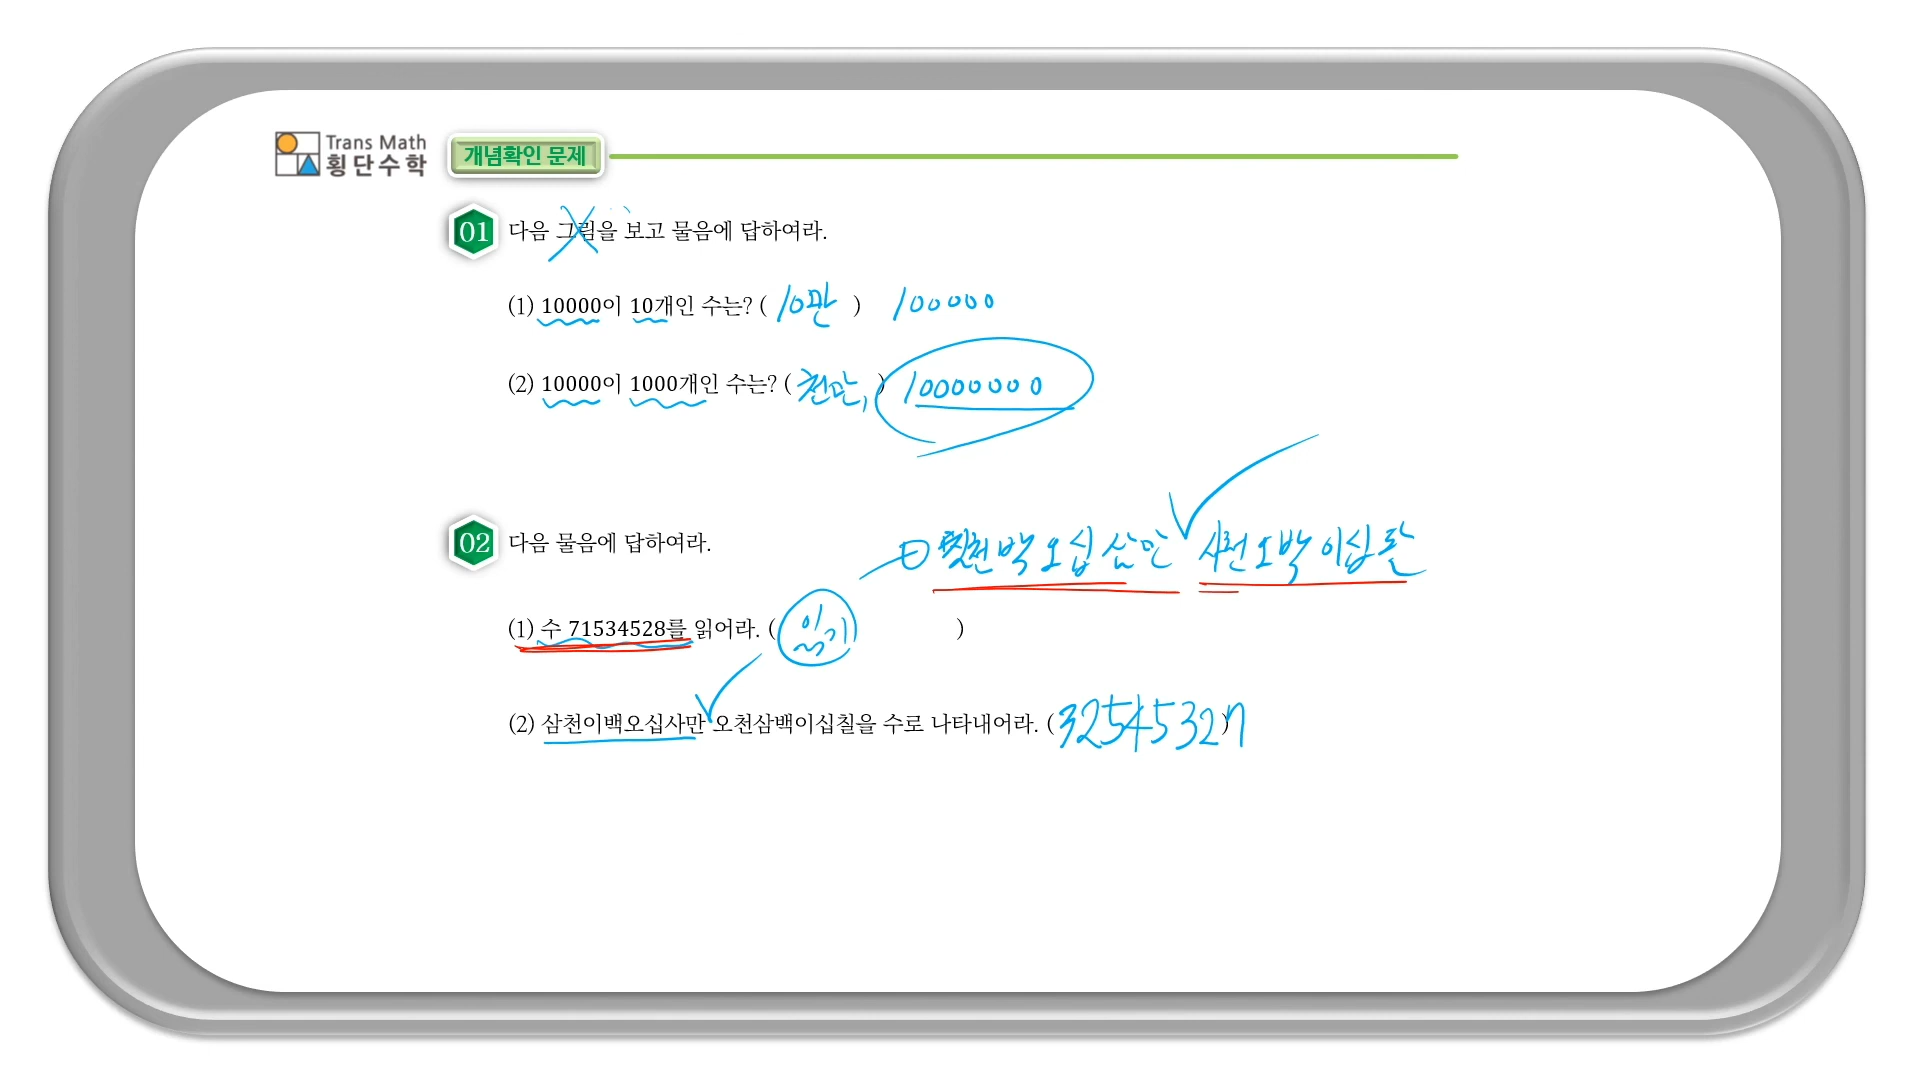 Trans Math
횡단수학
개념확인 문제
01 다음 그림을 보고 물음에 답하여라.
(1) 10000이 10개인 수는? ( 10만 ) 100000
(2) 10000이 1000개인 수는? ( 천만, ) 10000000
02 다음 물음에 답하여라.
천백오십삼만 사천오백이십팔
(1) 수 71534528를 읽어라. ( 읽기 )
(2) 삼천이백오십사만 오천삼백이십칠을 수로 나타내어라. ( 32545327 )